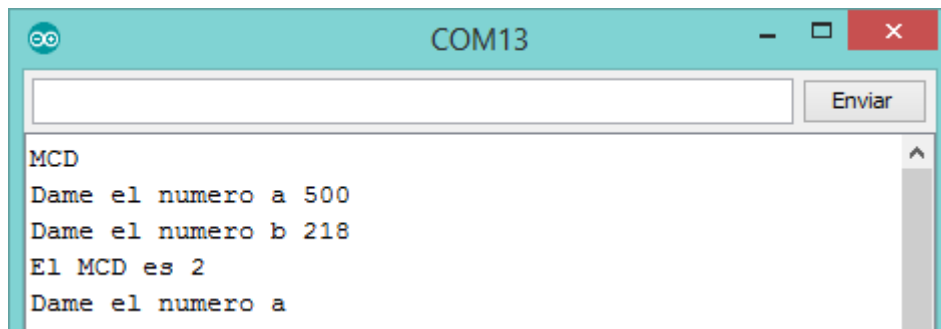 COM13
Enviar
MCD
Dame el numero a 500
Dame el numero b 218
El MCD es 2
Dame el numero a